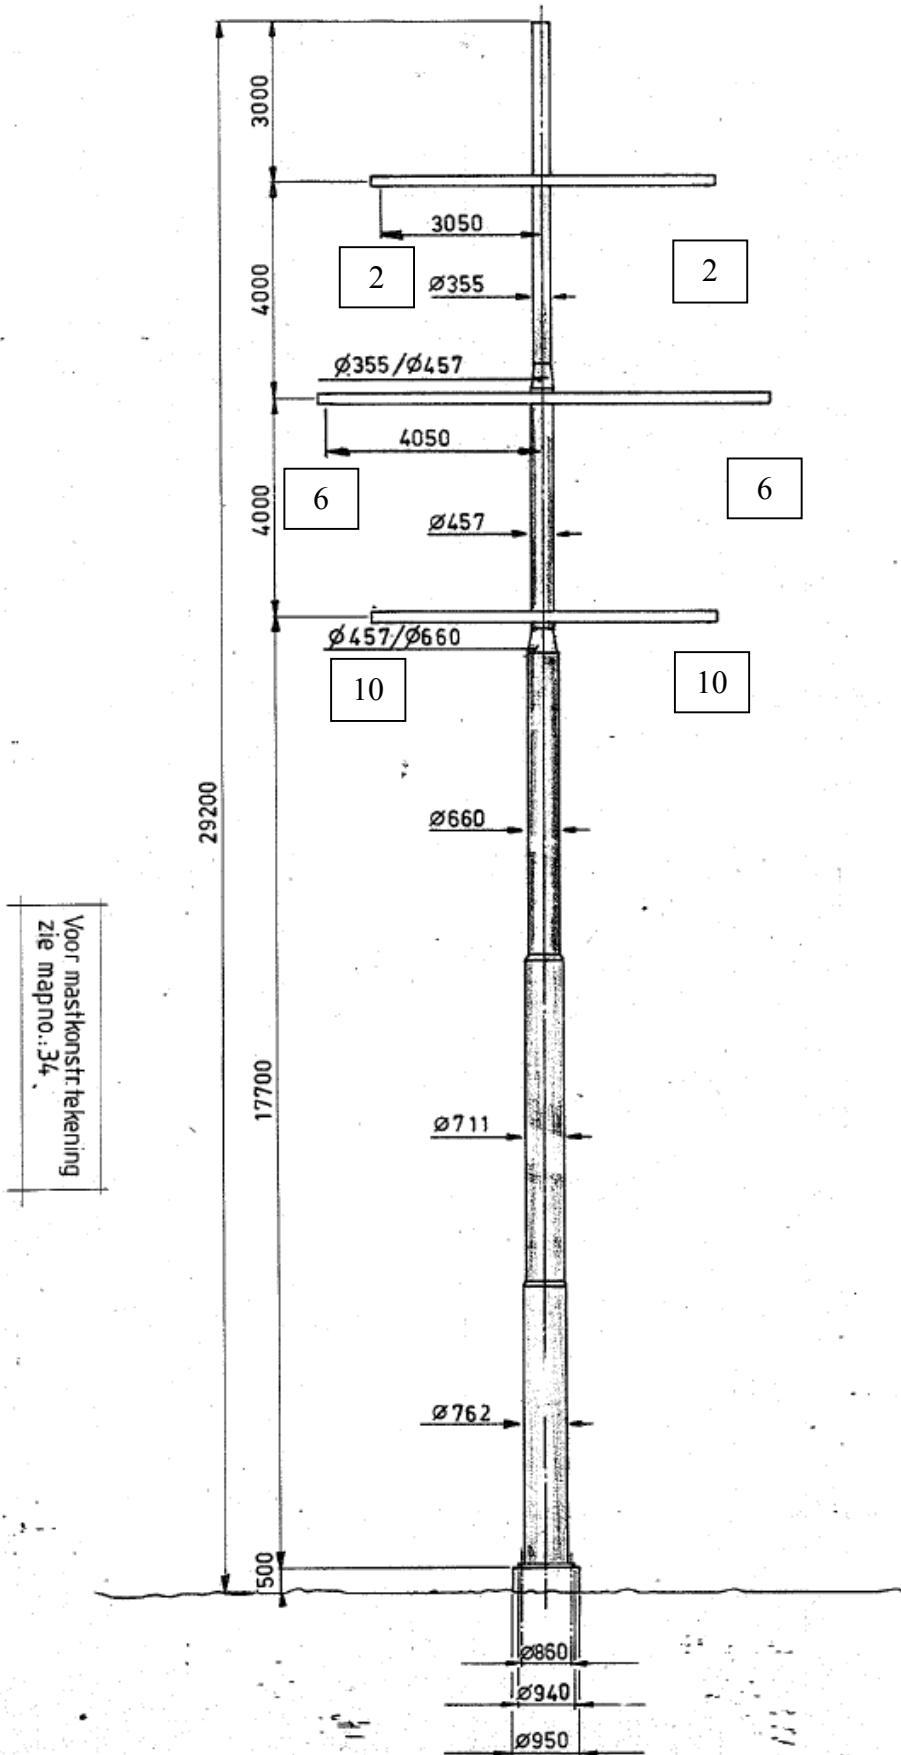 3000
3050
2
2
4000
Ø355
Ø355/Ø457
4050
6
6
4000
Ø457
Ø457/Ø660
10
10
29200
Ø660
Voor mastkonstr.tekening
zie mapno.:34
17700
Ø711
Ø762
500
Ø860
Ø940
Ø950